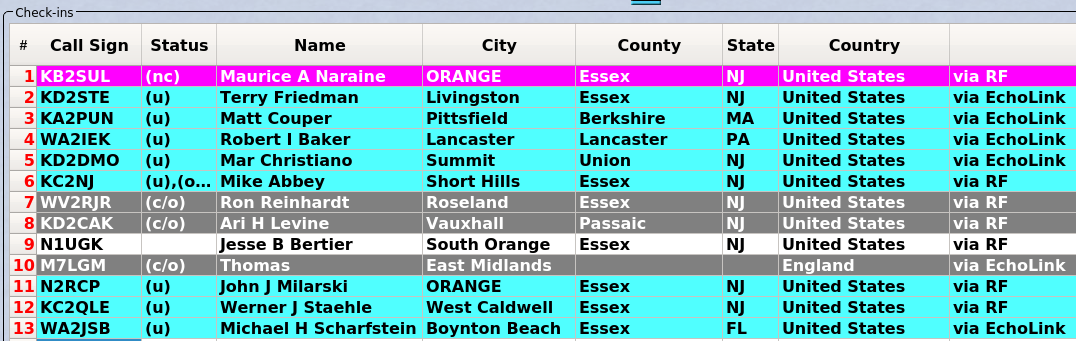 Check-ins
# Call Sign Status Name City County State Country
1 KB2SUL (nc) Maurice A Naraine ORANGE Essex NJ United States via RF
2 KD2STE (u) Terry Friedman Livingston Essex NJ United States via EchoLink
3 KA2PUN (u) Matt Couper Pittsfield Berkshire MA United States via EchoLink
4 WA2IEK (u) Robert I Baker Lancaster Lancaster PA United States via EchoLink
5 KD2DMO (u) Mar Christiano Summit Union NJ United States via EchoLink
6 KC2NJ (u),(o... Mike Abbey Short Hills Essex NJ United States via RF
7 WV2RJR (c/o) Ron Reinhardt Roseland Essex NJ United States via RF
8 KD2CAK (c/o) Ari H Levine Vauxhall Passaic NJ United States via RF
9 N1UGK Jesse B Bertier South Orange Essex NJ United States via RF
10 M7LGM (c/o) Thomas East Midlands England via EchoLink
11 N2RCP (u) John J Milarski ORANGE Essex NJ United States via RF
12 KC2QLE (u) Werner J Staehle West Caldwell Essex NJ United States via RF
13 WA2JSB (u) Michael H Scharfstein Boynton Beach Essex FL United States via EchoLink